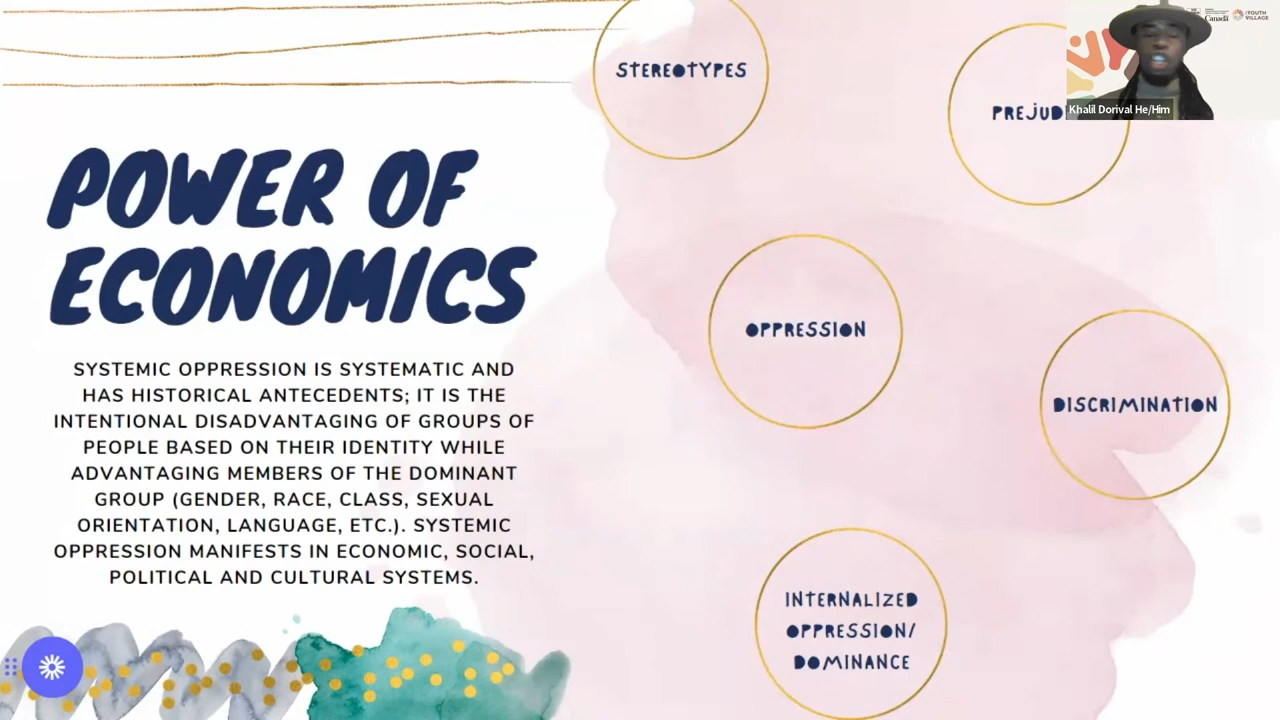 POWER OF
ECONOMICS
SYSTEMIC OPPRESSION IS SYSTEMATIC AND
HAS HISTORICAL ANTECEDENTS; IT IS THE
INTENTIONAL DISADVANTAGING OF GROUPS OF
PEOPLE BASED ON THEIR IDENTITY WHILE
ADVANTAGING MEMBERS OF THE DOMINANT
GROUP (GENDER, RACE, CLASS, SEXUAL
ORIENTATION, LANGUAGE, ETC.). SYSTEMIC
OPPRESSION MANIFESTS IN ECONOMIC, SOCIAL,
POLITICAL AND CULTURAL SYSTEMS.
STEREOTYPES
PREJUD
OPPRESSION
DISCRIMINATION
INTERNALIZED
OPPRESSION/
DOMINANCE
Canada
YOUTH
VILLAGE
Khalil Dorival He/Him